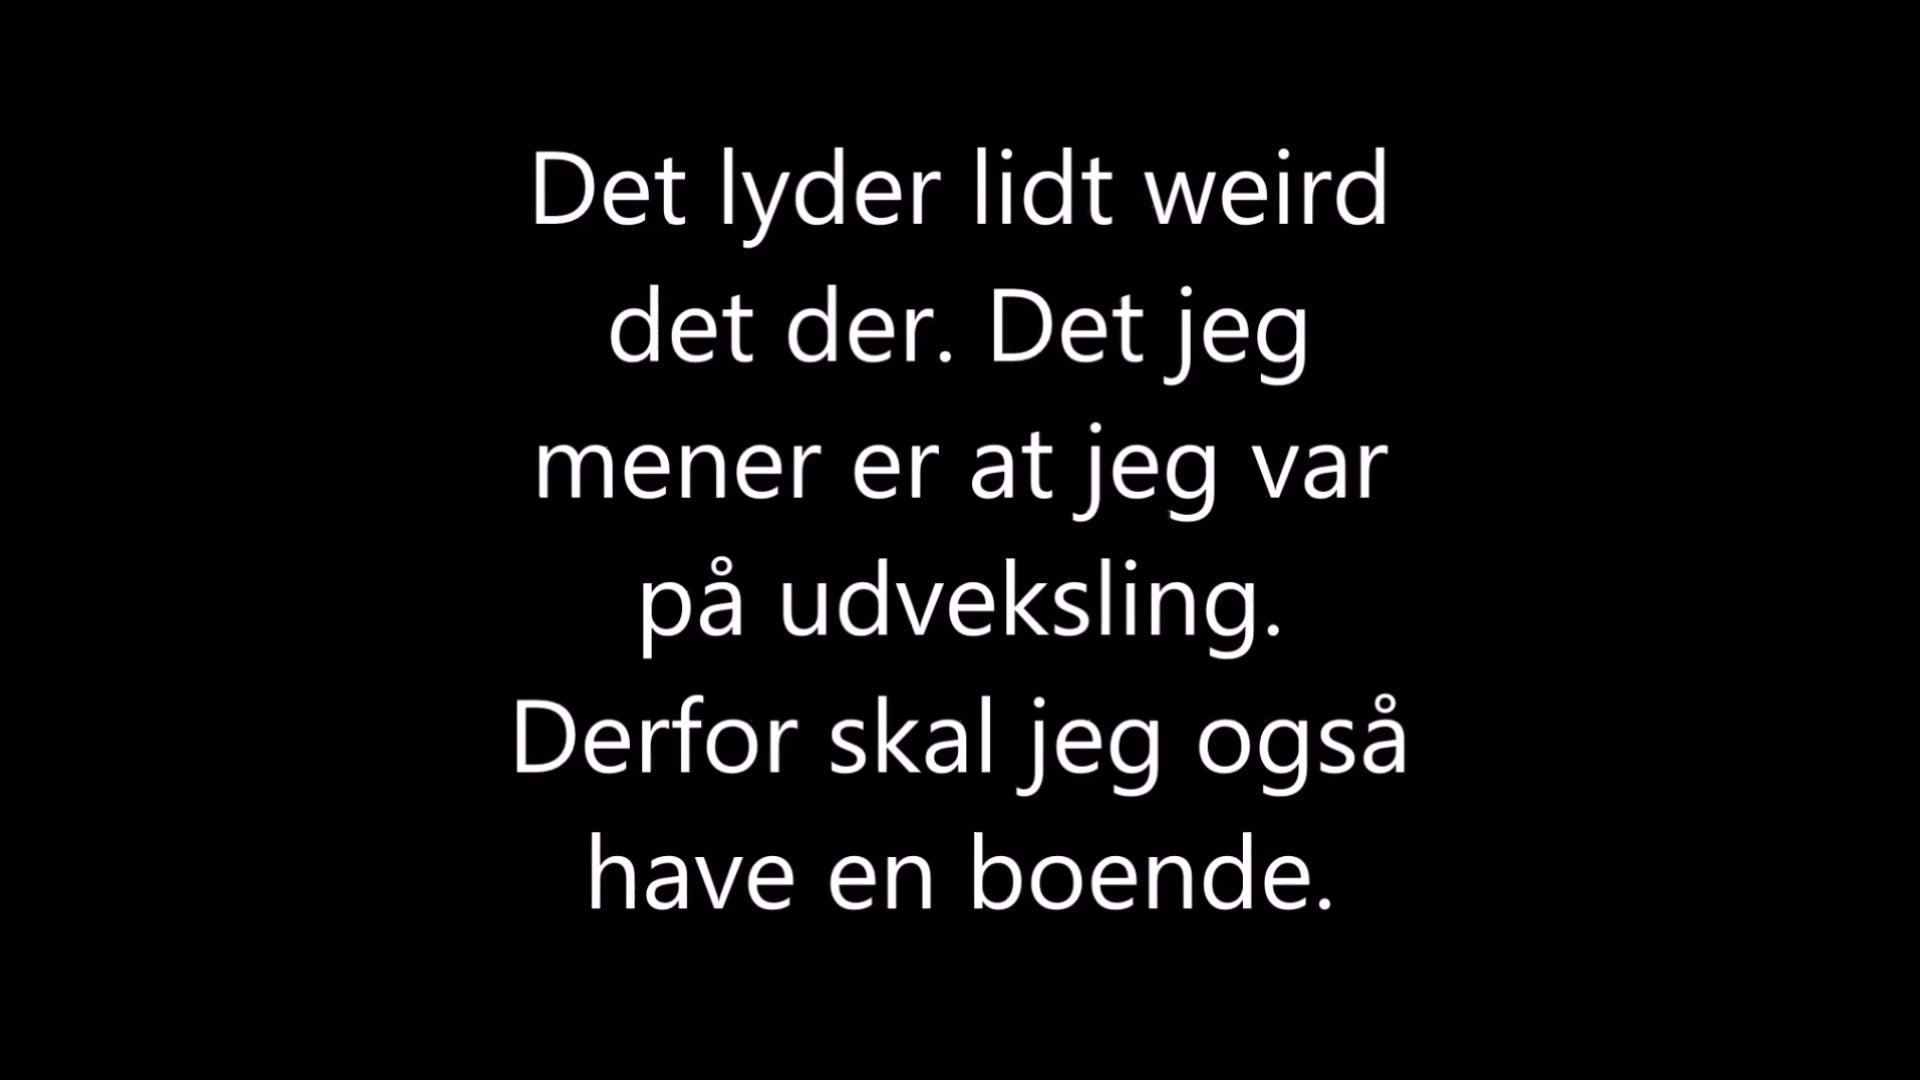 Det lyder lidt weird
det der. Det jeg
mener er at jeg var
på udveksling.
Derfor skal jeg også
have en boende.